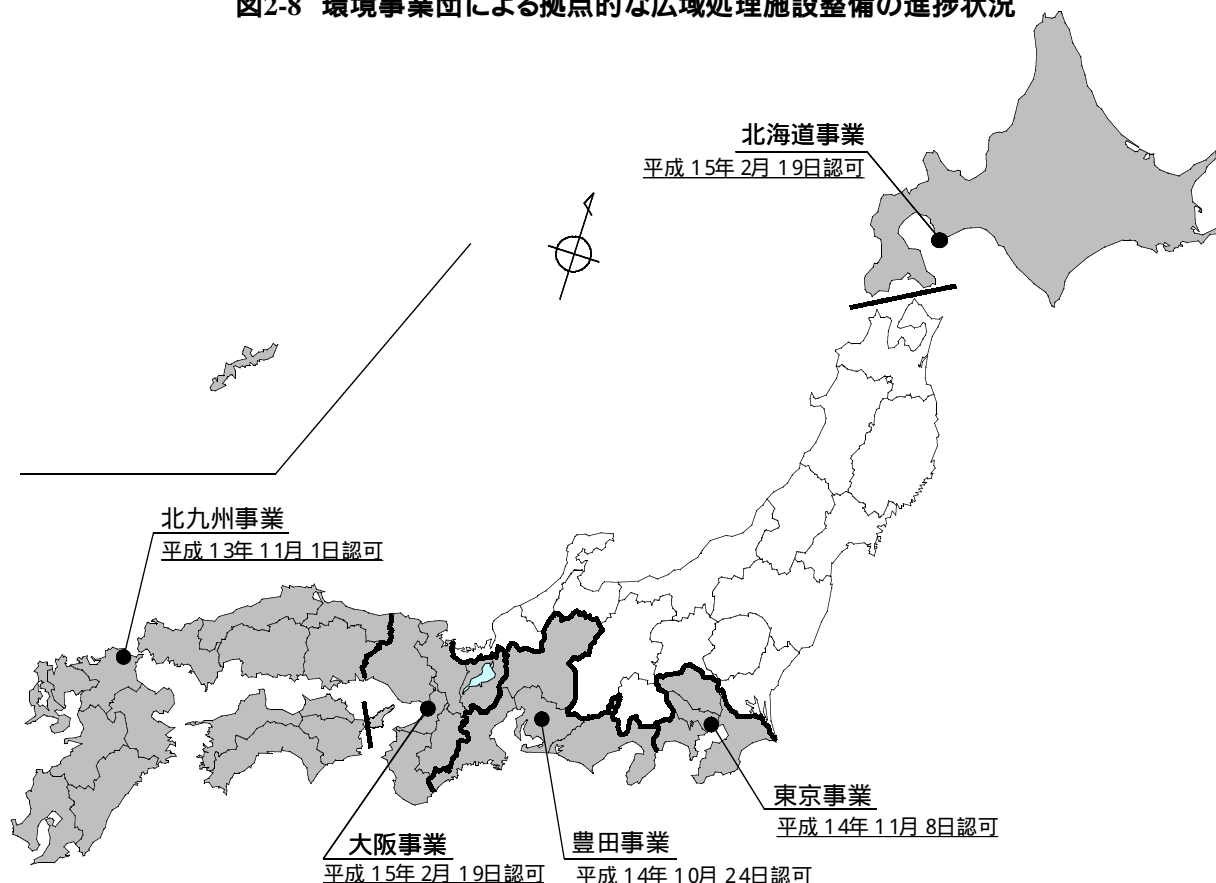 図2-8 環境事業団による拠点的な広域処理施設整備の進捗状況
北海道事業
平成15年2月19日認可
北九州事業
平成13年11月1日認可
東京事業
平成14年11月8日認可
大阪事業
平成15年2月19日認可
豊田事業
平成14年10月24日認可